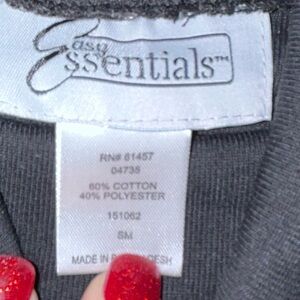 Easy
Essentials™
RN# 61457
04735
60% COTTON
40% POLYESTER
151062
SM
MADE IN